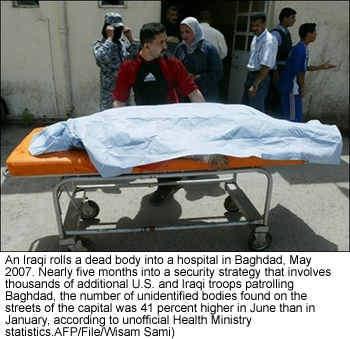 An Iraqi rolls a dead body into a hospital in Baghdad, May
2007. Nearly five months into a security strategy that involves
thousands of additional U.S. and Iraqi troops patrolling
Baghdad, the number of unidentified bodies found on the
streets of the capital was 41 percent higher in June than in
January, according to unofficial Health Ministry
statistics.AFP/File/Wisam Sami)